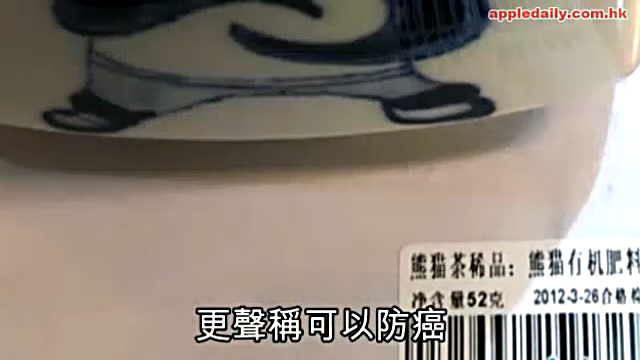 appledaily.com.hk
熊猫茶稀品：熊猫有机肥料
净含量52克 2012-3-26合格
更聲稱可以防癌